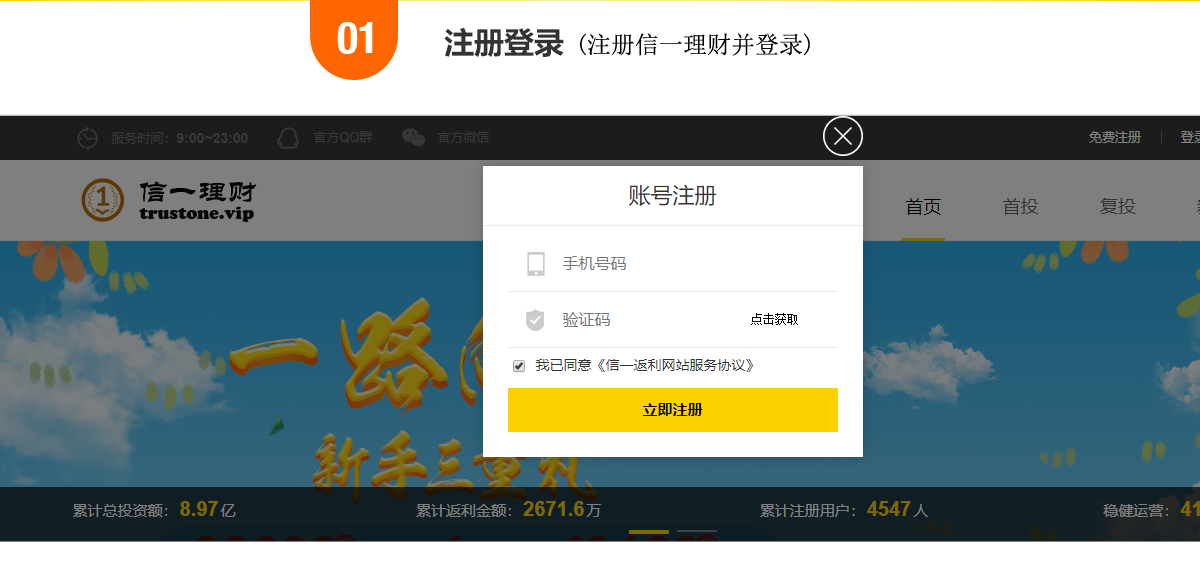 01
注册登录 (注册信一理财并登录)
服务时间：9:00~23:00 官方QQ群 官方微信 免费注册 登录
信一理财
trustone.vip
首页 首投 复投
账号注册
手机号码
验证码 点击获取
我已同意《信一返利网站服务协议》
立即注册
一路
新手三重礼
累计总投资额：8.97亿 累计返利金额：2671.6万 累计注册用户：4547人 稳健运营：41